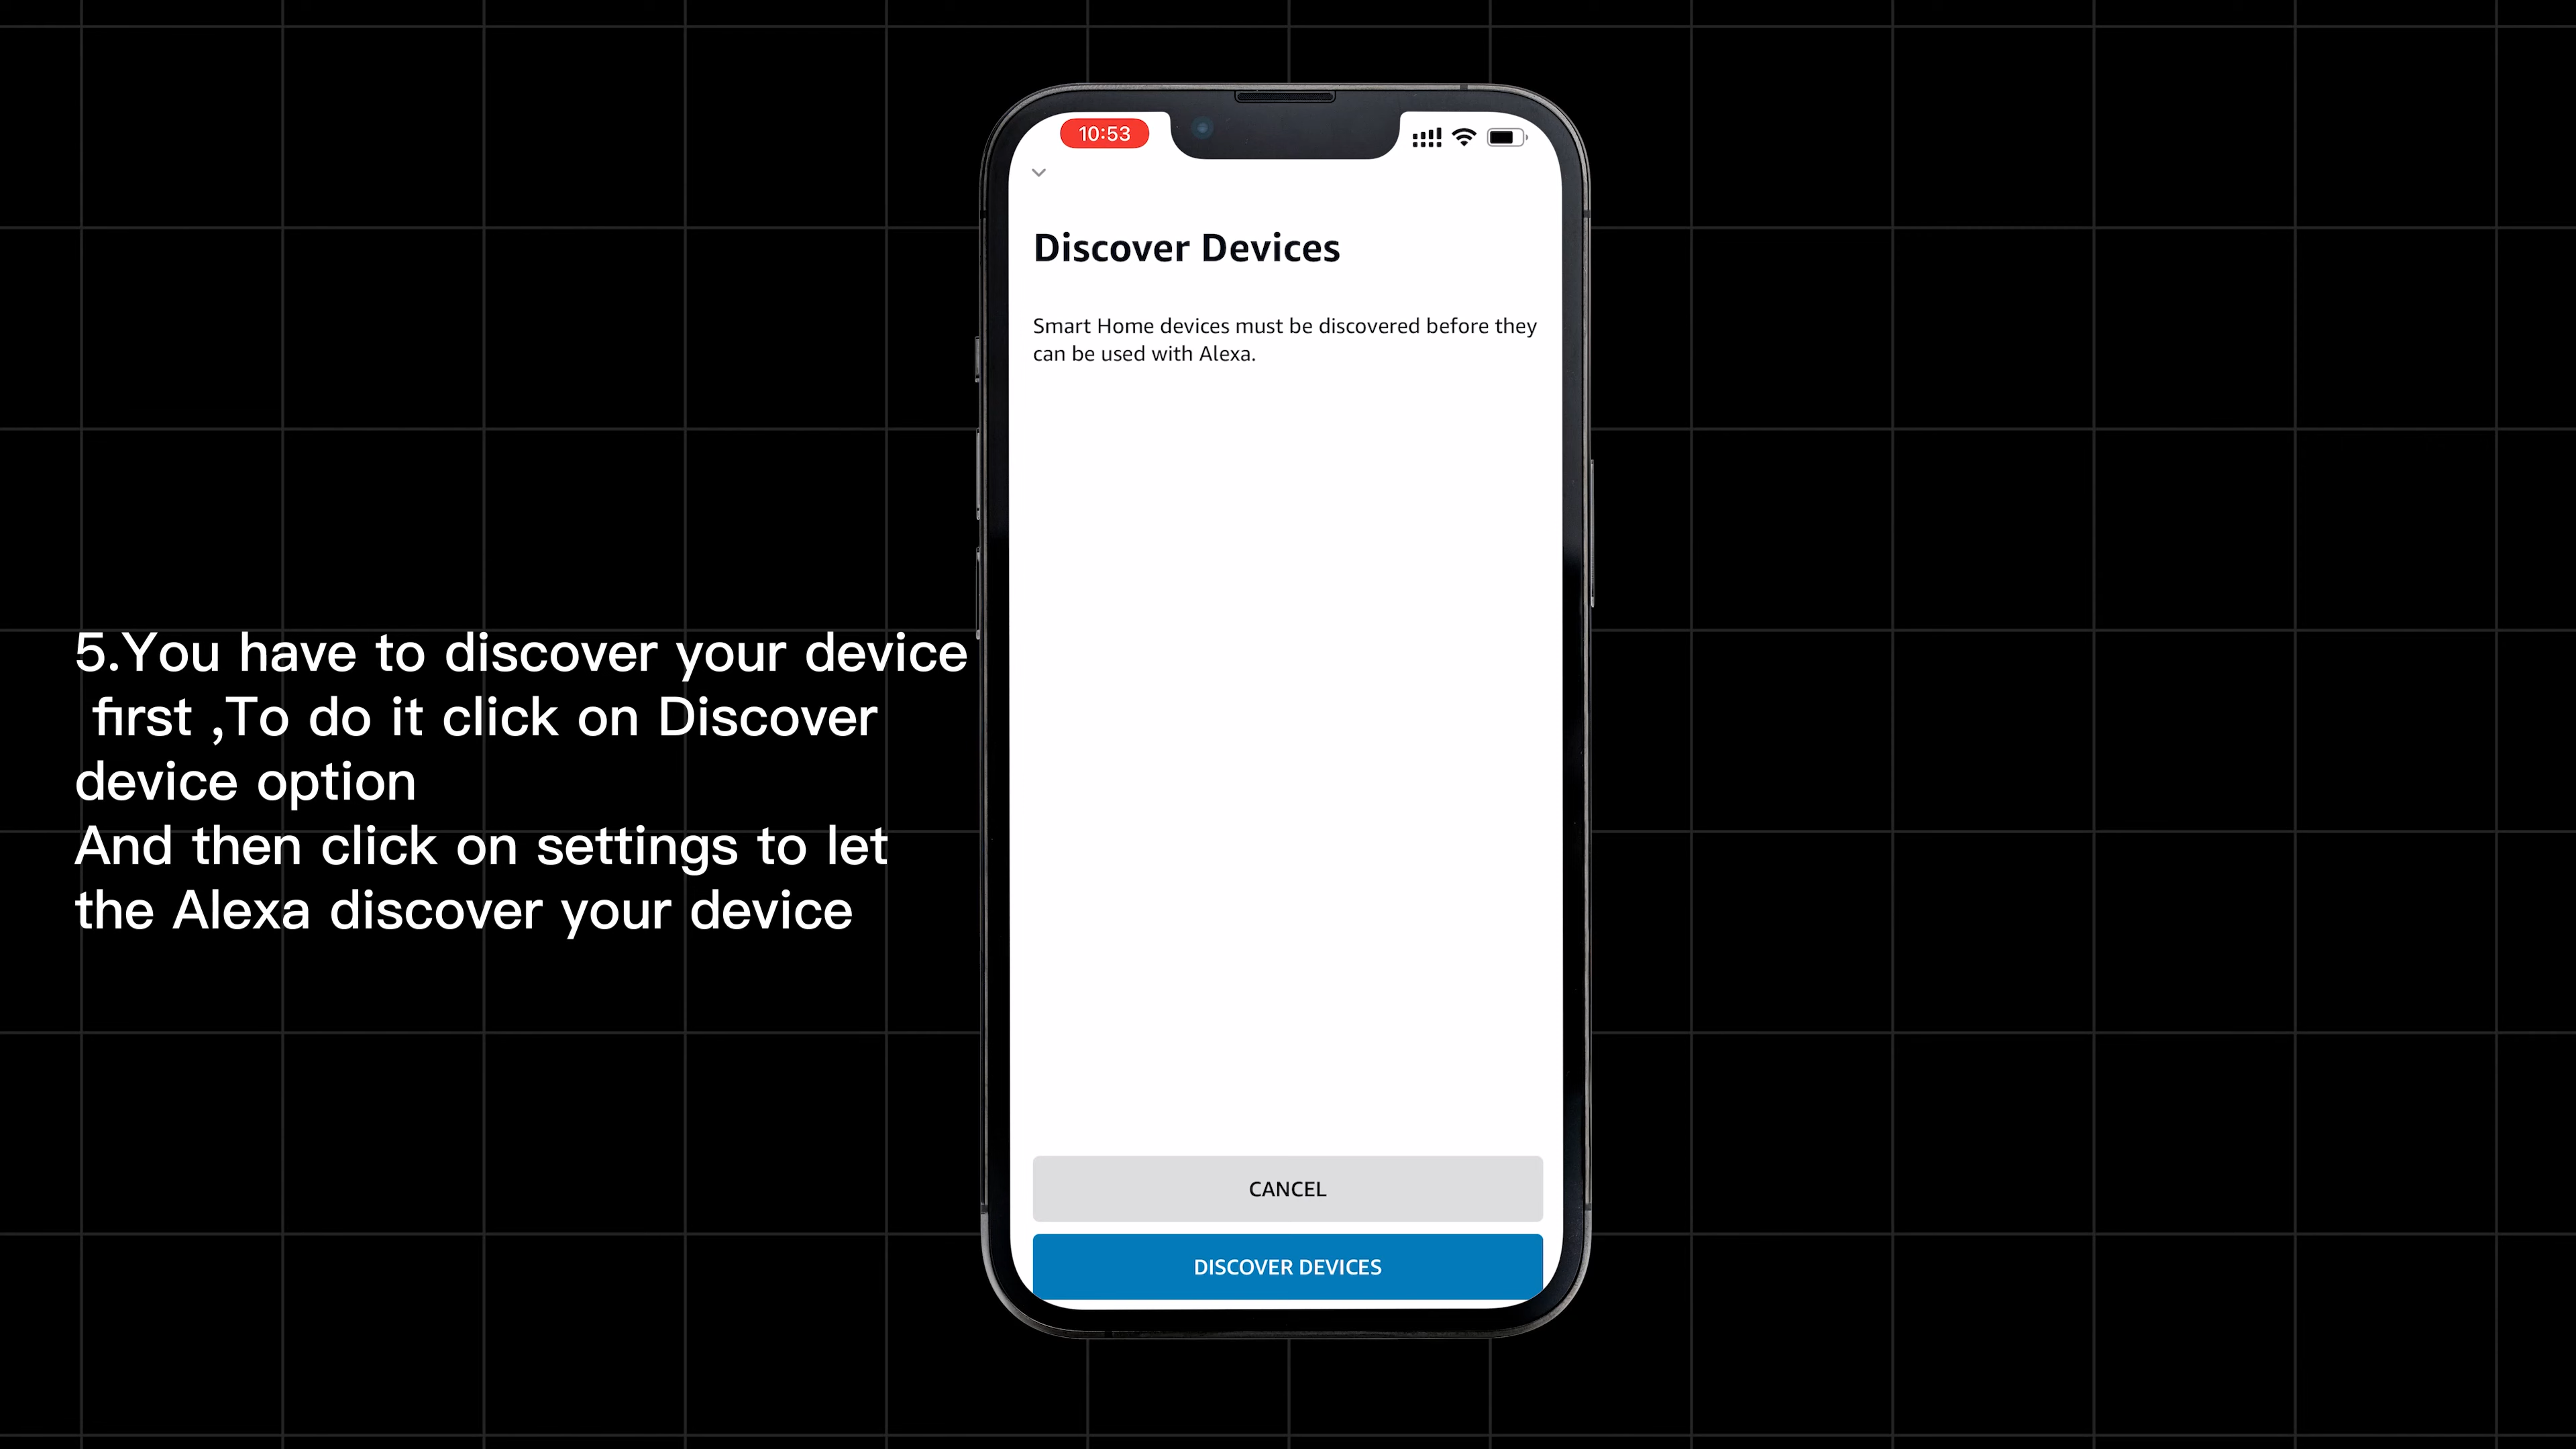 10:53
Discover Devices
Smart Home devices must be discovered before they
can be used with Alexa.
5.You have to discover your device
first ,To do it click on Discover
device option
And then click on settings to let
the Alexa discover your device
CANCEL
DISCOVER DEVICES